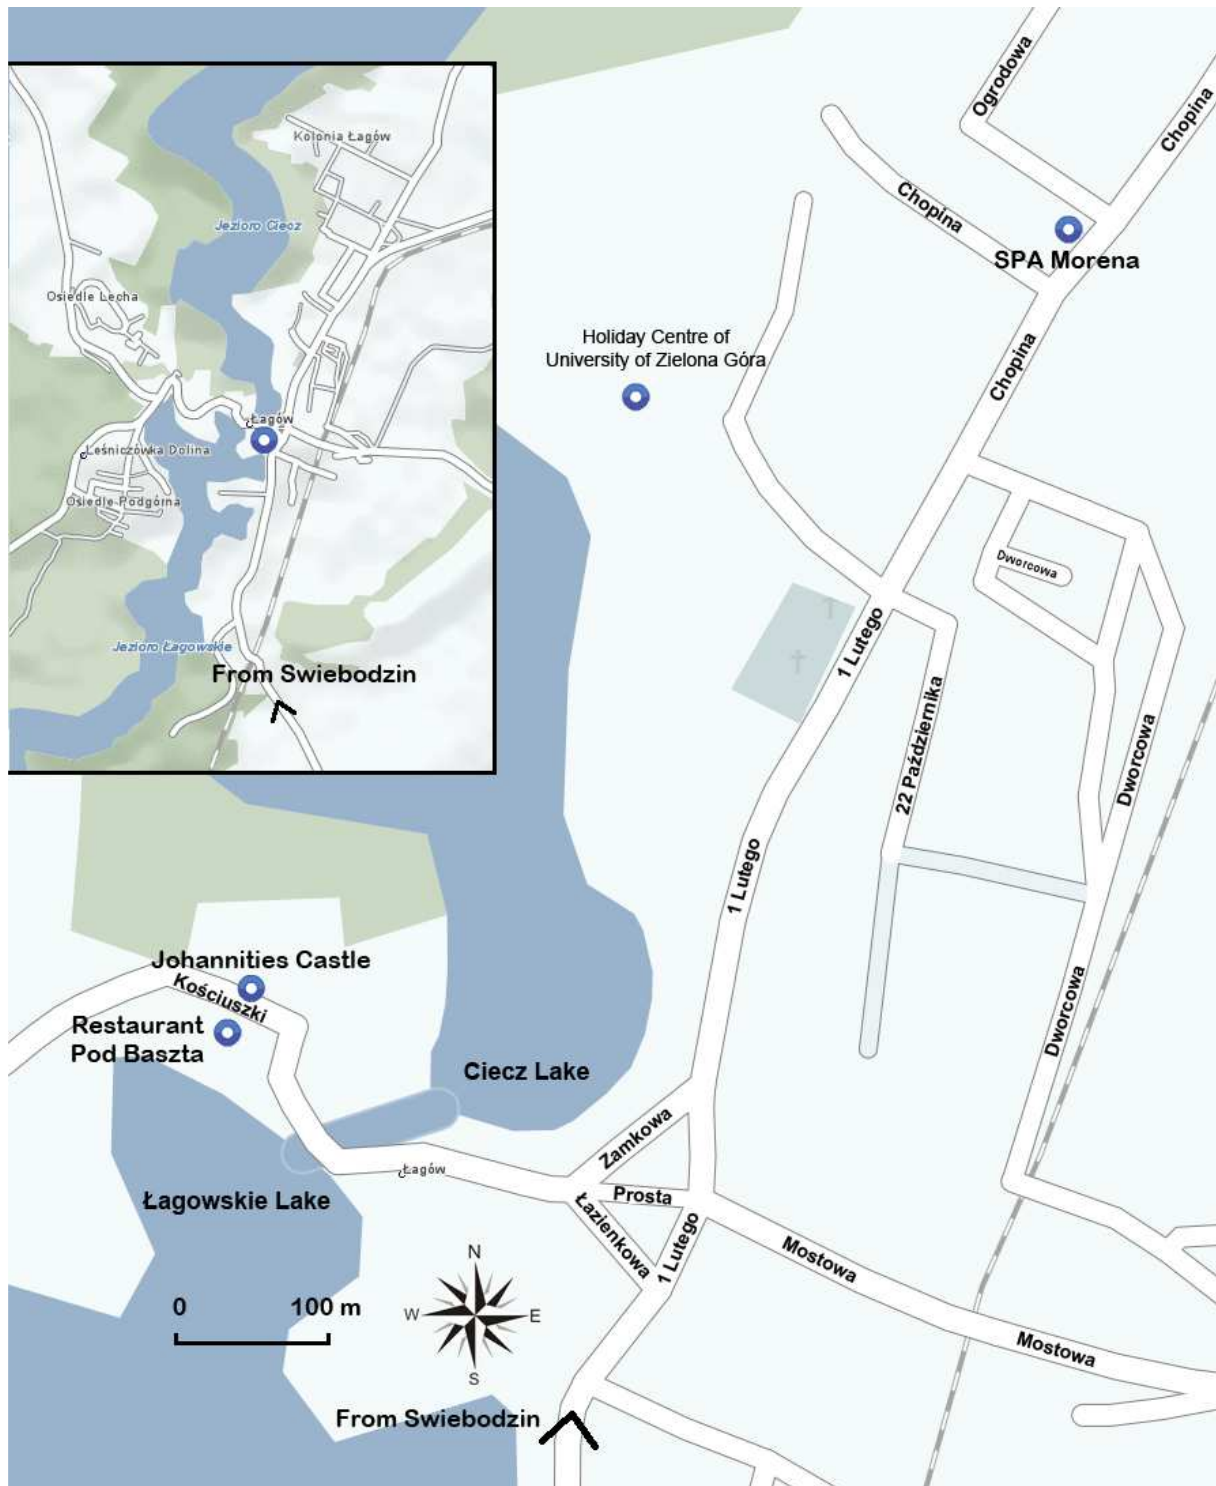 Ogrodowa
Chopina
Chopina
SPA Morena
Chopina
Holiday Centre of
University of Zielona Góra
Kolonia Łagów
Jezioro Ciecz
Osiedle Lecha
Łagów
Leśniczówka Dolina
Osiedle Podgórna
Jezioro Łagowskie
From Swiebodzin
Dworcowa
1 Lutego
22 Października
Dworcowa
1 Lutego
Dworcowa
Johannities Castle
Kościuszki
Restaurant
Pod Baszta
Ciecz Lake
Zamkowa
Łagów
Prosta
Łagowskie Lake
Łazienkowa
1 Lutego
Mostowa
Mostowa
N
W
E
S
0 100 m
From Swiebodzin